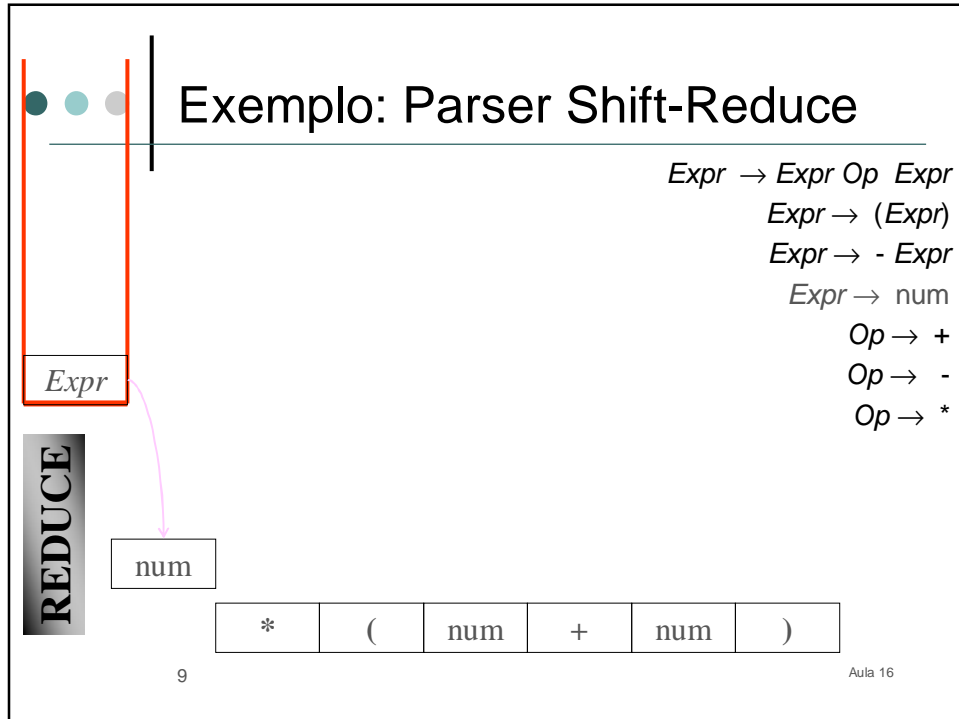 Exemplo: Parser Shift-Reduce
Expr → Expr Op Expr
Expr → (Expr)
Expr → - Expr
Expr → num
Op → +
Op → -
Op → *
Expr
REDUCE
num
* ( num + num )
9
Aula 16